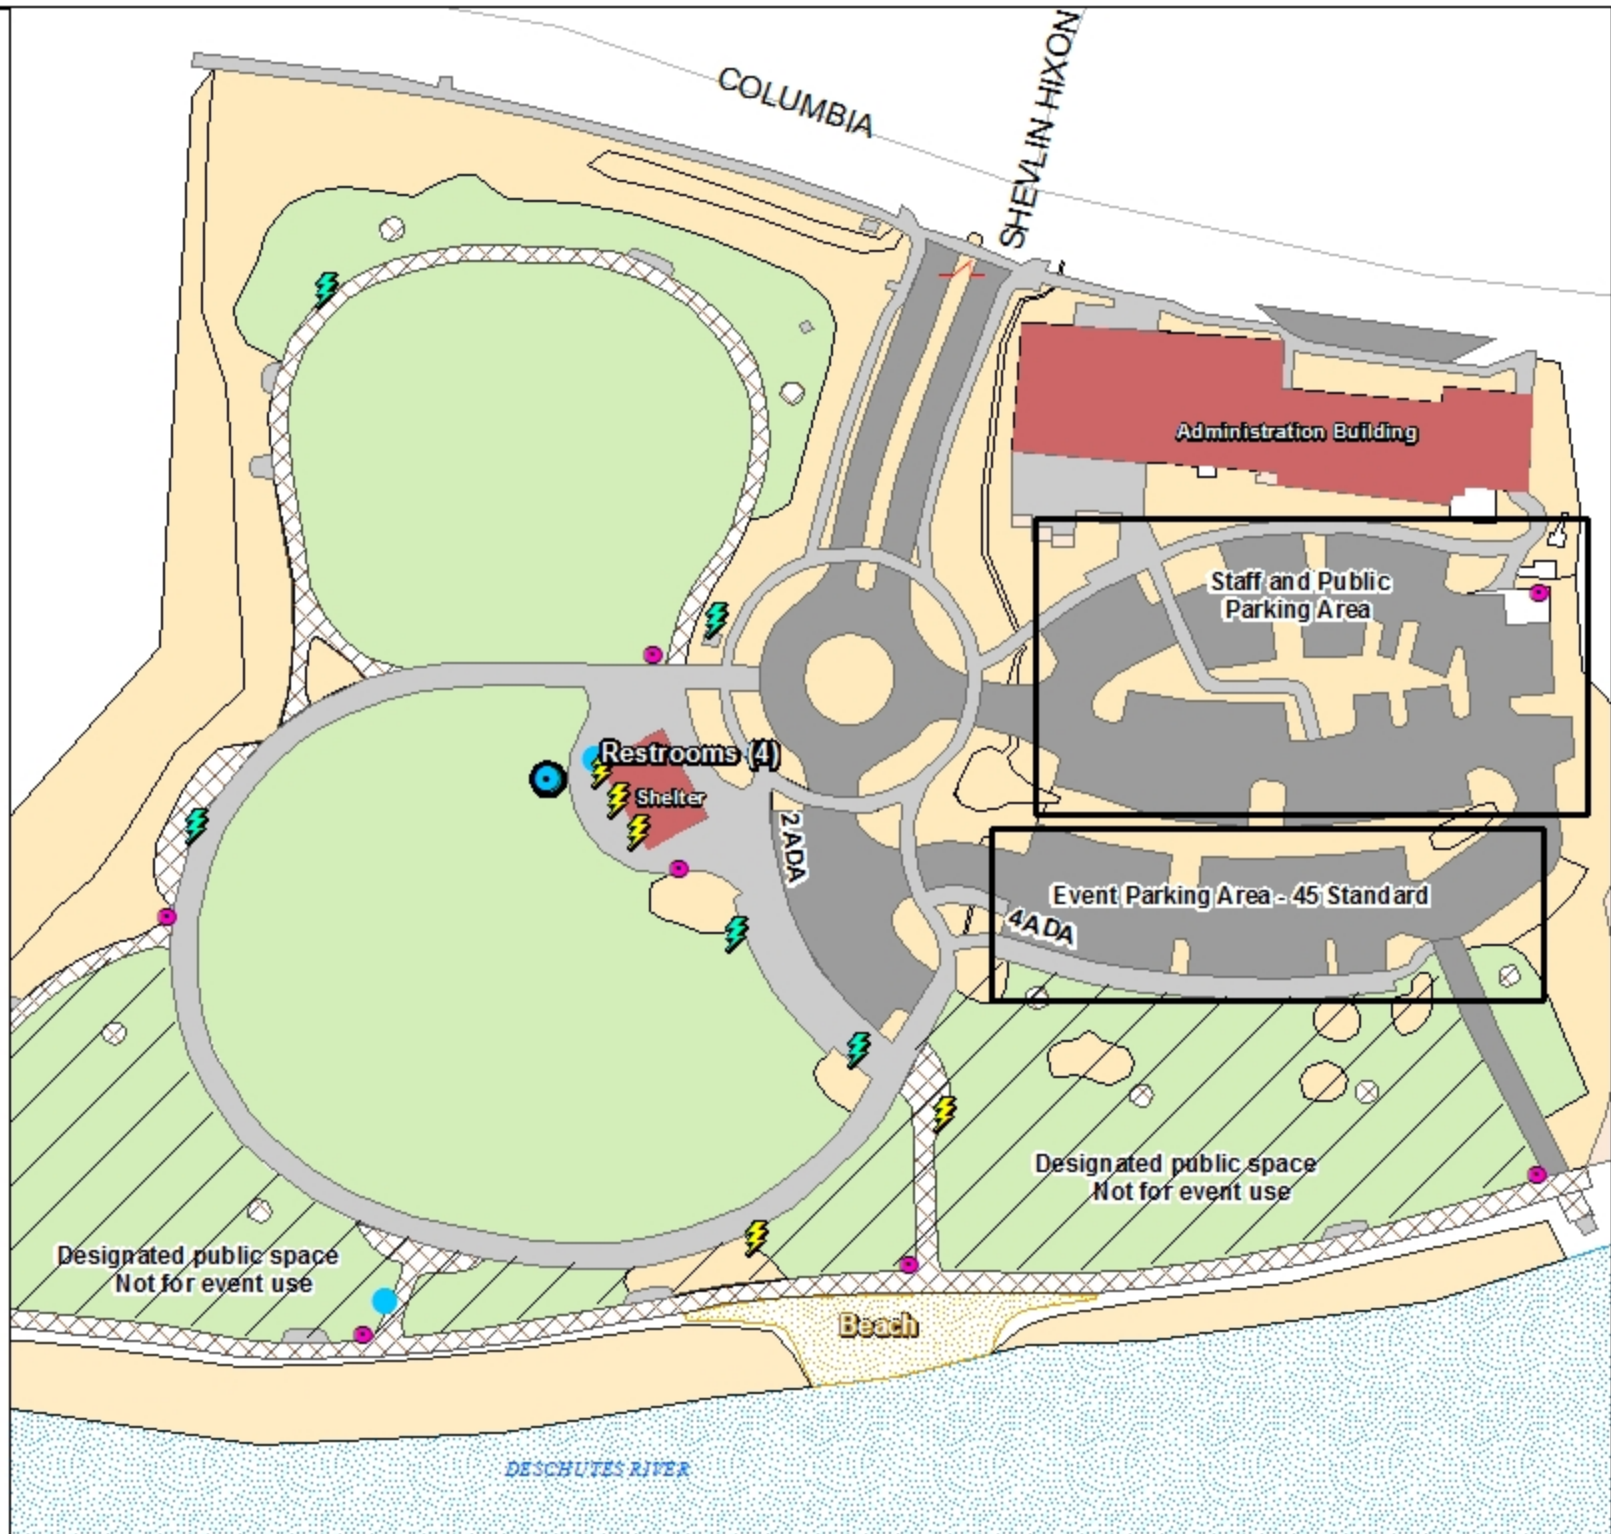 COLUMBIA
SHEVLIN HIXON
Administration Building
Staff and Public
Parking Area
Restrooms (4)
Shelter
2 ADA
Event Parking Area - 45 Standard
4 ADA
Designated public space
Not for event use
Designated public space
Not for event use
Beach
DESCHUTES RIVER